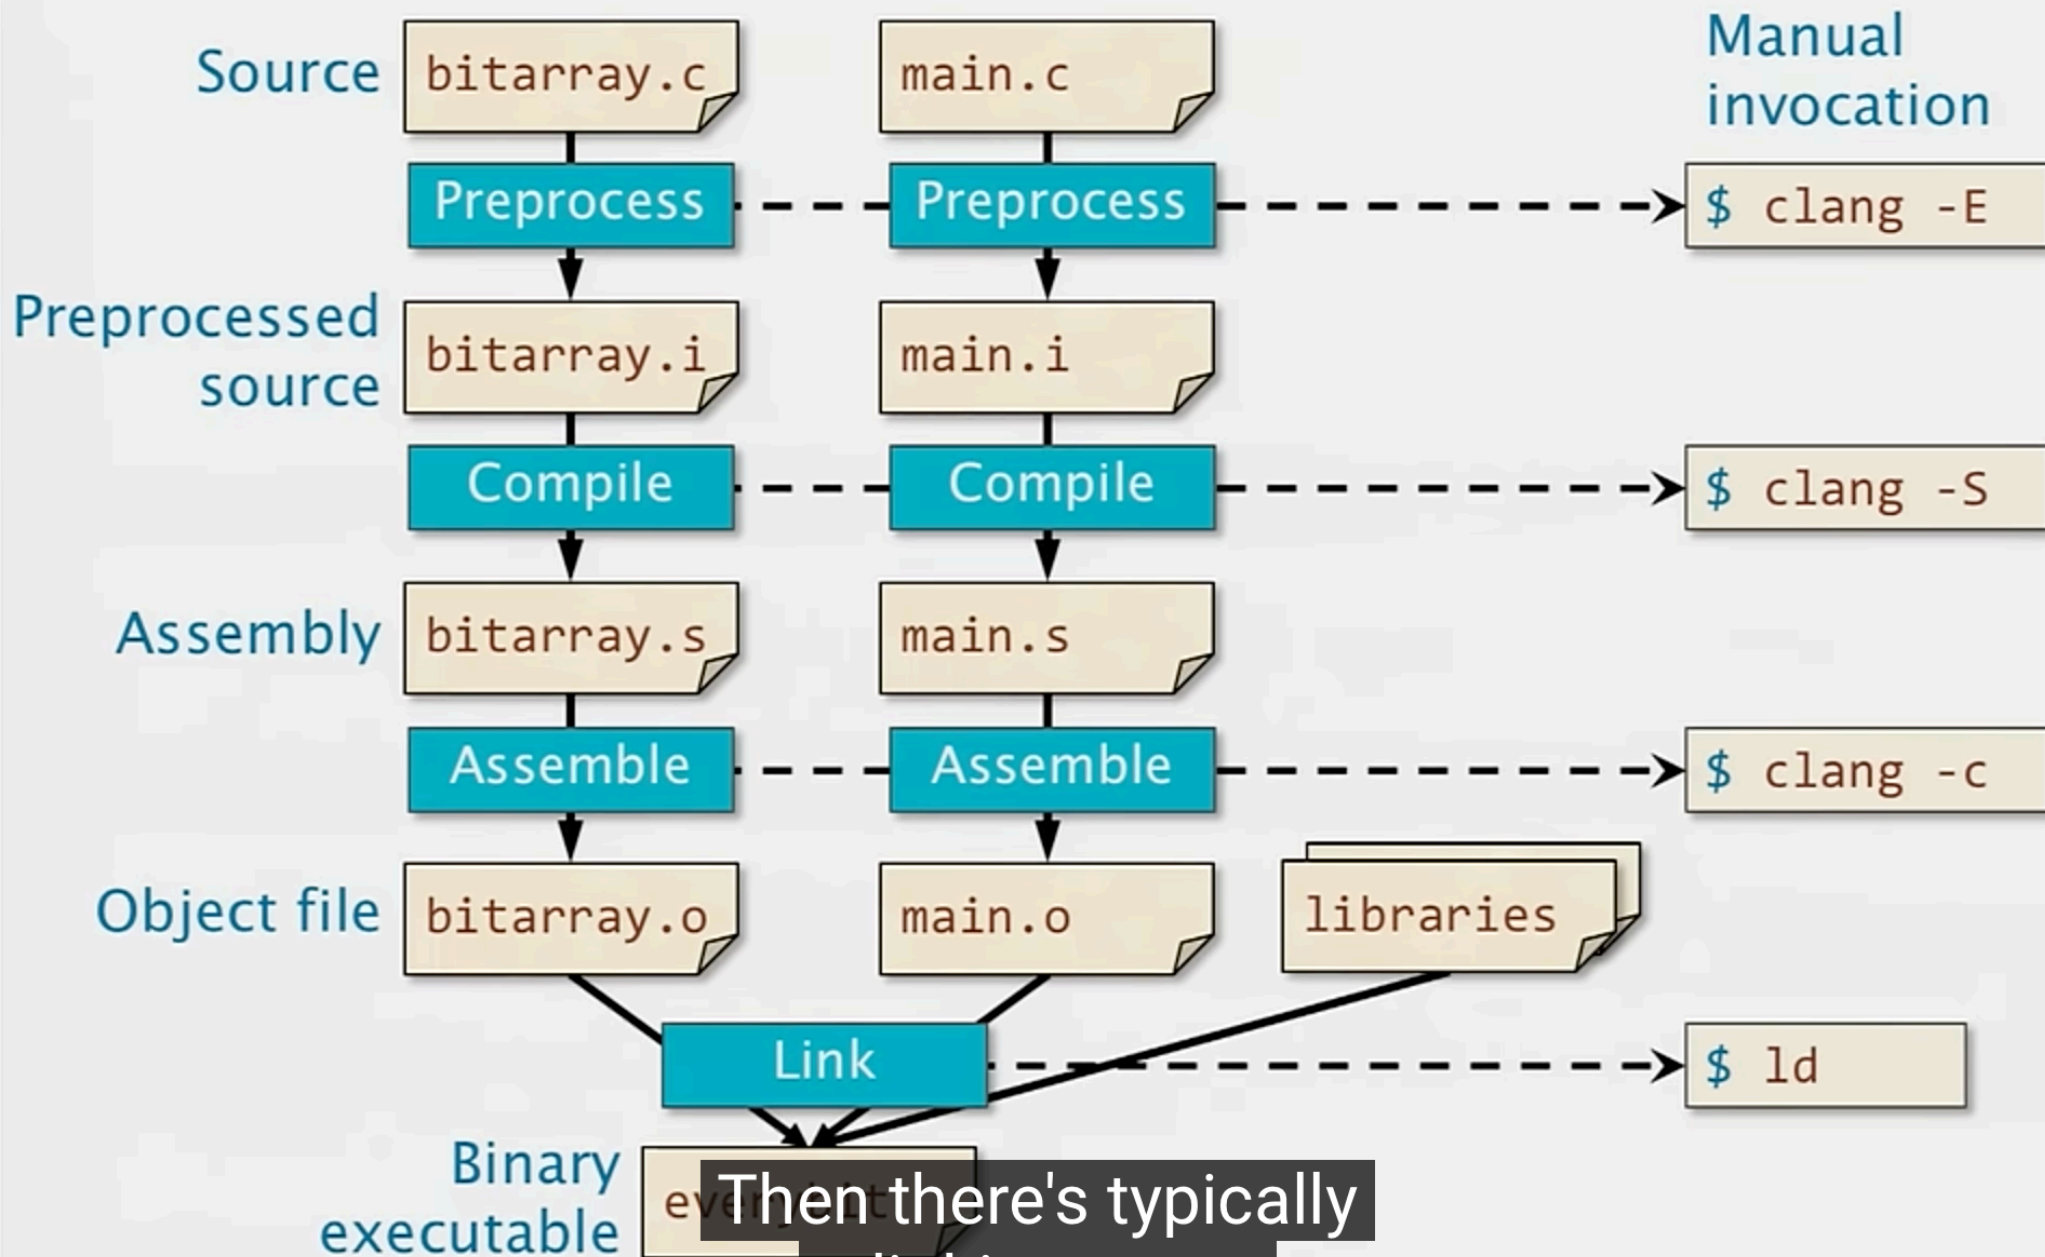 Source
bitarray.c
main.c
Manual
invocation
Preprocess
Preprocess
$ clang -E
Preprocessed
source
bitarray.i
main.i
Compile
Compile
$ clang -S
Assembly
bitarray.s
main.s
Assemble
Assemble
$ clang -c
Object file
bitarray.o
main.o
libraries
Link
$ ld
Binary
executable
everybit
Then there's typically